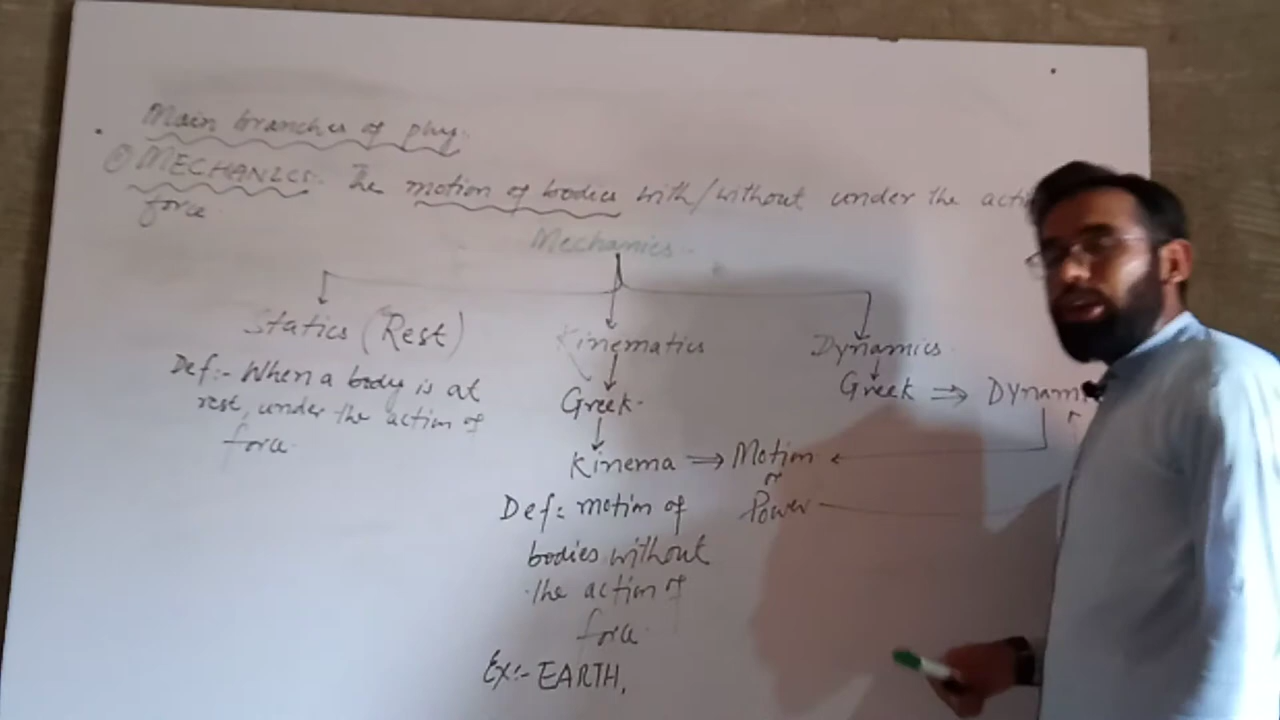 Main branches of phy.
① MECHANICS: The motion of bodies with/without under the
force
Mechanics
Statics (Rest)
Def:- When a body is at
rest, under the action of
force.
Kinematics
Greek.
Kinema ⇒ Motion
or
Power
Def: motion of
bodies without
the action of
force.
Ex:- EARTH,
Dynamics
Greek ⇒
or